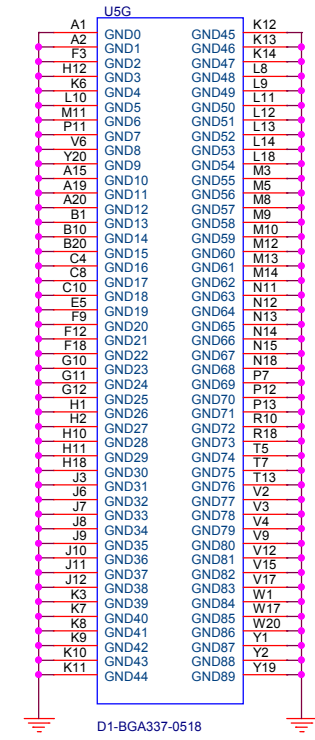 U5G
A1 GND0 GND45 K12
A2 GND1 GND46 K13
F3 GND2 GND47 K14
H12 GND3 GND48 L8
K6 GND4 GND49 L9
L10 GND5 GND50 L11
M11 GND6 GND51 L12
P11 GND7 GND52 L13
V6 GND8 GND53 L14
Y20 GND9 GND54 L18
A15 GND10 GND55 M3
A19 GND11 GND56 M5
A20 GND12 GND57 M8
B1 GND13 GND58 M9
B10 GND14 GND59 M10
B20 GND15 GND60 M12
C4 GND16 GND61 M13
C8 GND17 GND62 M14
C10 GND18 GND63 N11
E5 GND19 GND64 N12
F9 GND20 GND65 N13
F12 GND21 GND66 N14
F18 GND22 GND67 N15
G10 GND23 GND68 N18
G11 GND24 GND69 P7
G12 GND25 GND70 P12
H1 GND26 GND71 P13
H2 GND27 GND72 R10
H10 GND28 GND73 R18
H11 GND29 GND74 T5
H18 GND30 GND75 T7
J3 GND31 GND76 T13
J6 GND32 GND77 V2
J7 GND33 GND78 V3
J8 GND34 GND79 V4
J9 GND35 GND80 V9
J10 GND36 GND81 V12
J11 GND37 GND82 V15
J12 GND38 GND83 V17
K3 GND39 GND84 W1
K7 GND40 GND85 W17
K8 GND41 GND86 W20
K9 GND42 GND87 Y1
K10 GND43 GND88 Y2
K11 GND44 GND89 Y19
D1-BGA337-0518